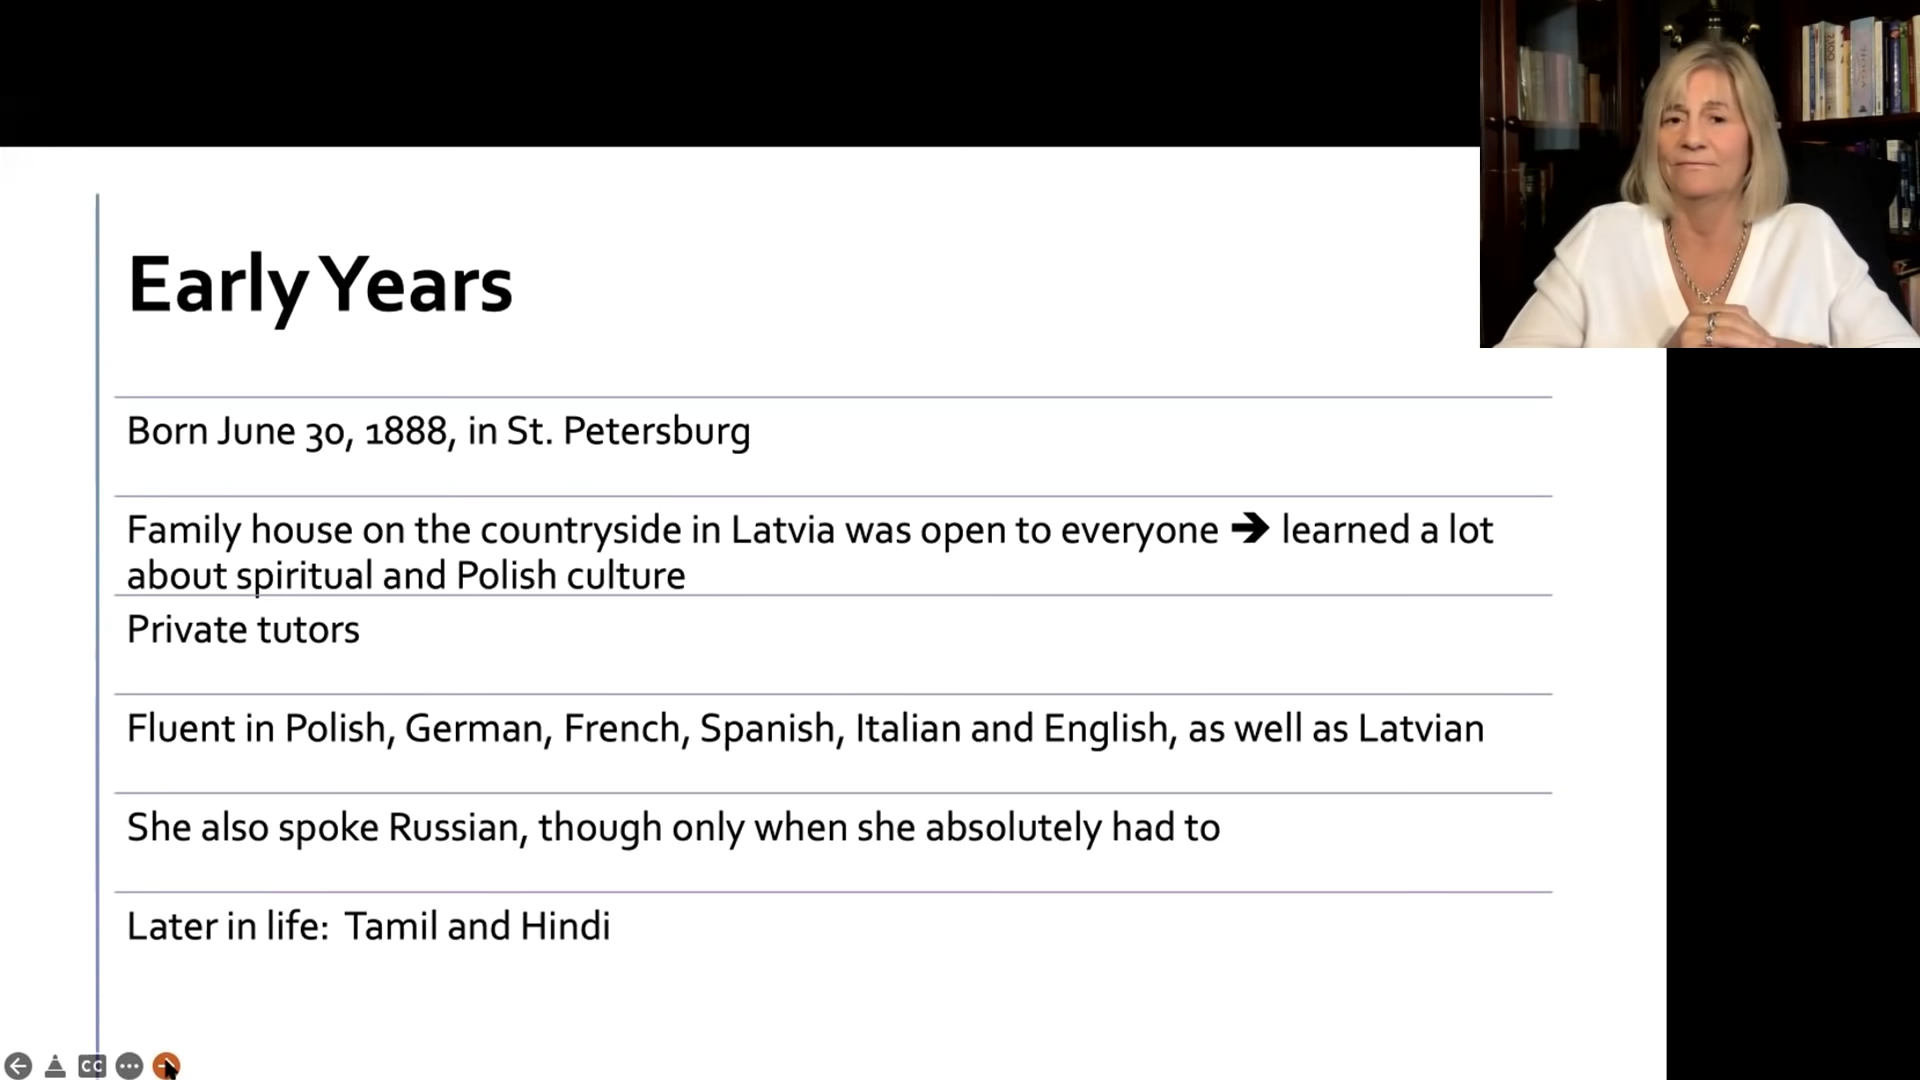 Early Years
Born June 30, 1888, in St. Petersburg
Family house on the countryside in Latvia was open to everyone ➔ learned a lot
about spiritual and Polish culture
Private tutors
Fluent in Polish, German, French, Spanish, Italian and English, as well as Latvian
She also spoke Russian, though only when she absolutely had to
Later in life: Tamil and Hindi
CC